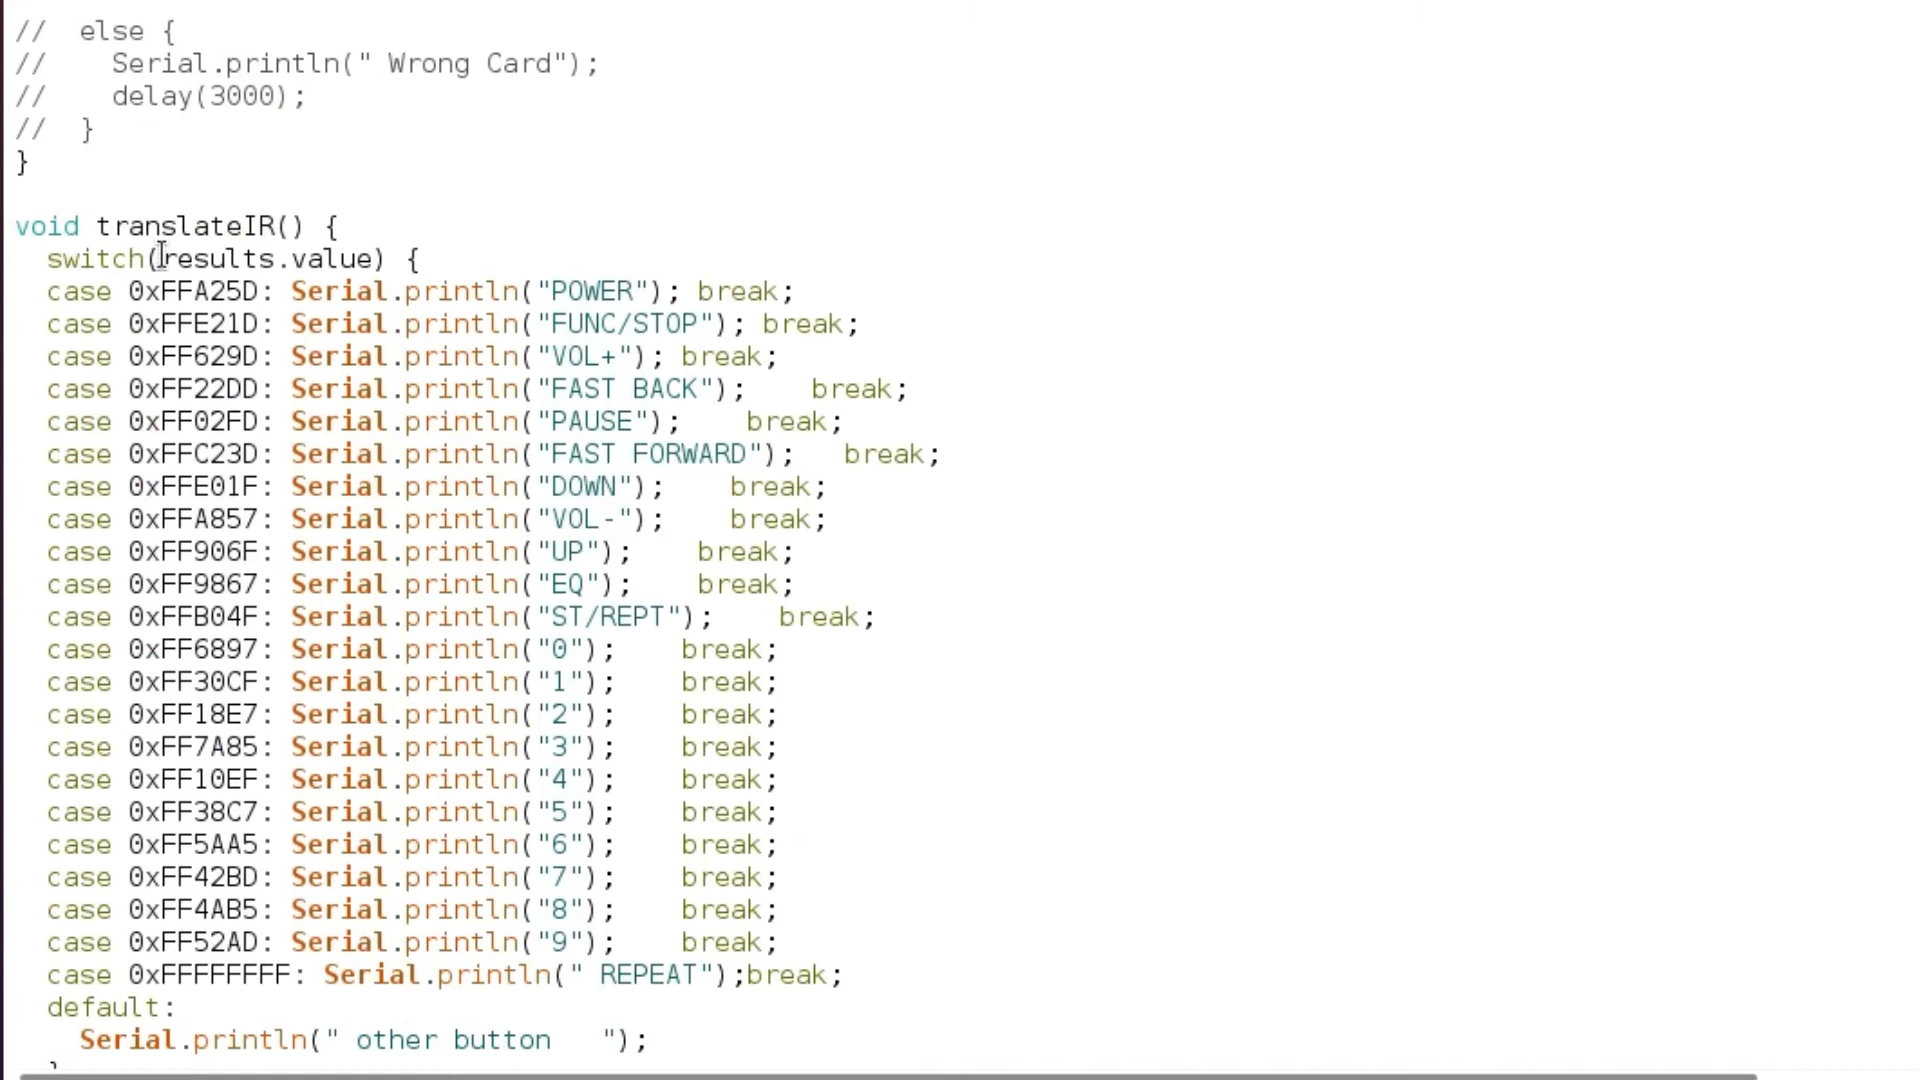 //  else {
//    Serial.println(" Wrong Card");
//    delay(3000);
//  }
}
void translateIR() {
  switch(results.value) {
  case 0xFFA25D: Serial.println("POWER"); break;
  case 0xFFE21D: Serial.println("FUNC/STOP"); break;
  case 0xFF629D: Serial.println("VOL+"); break;
  case 0xFF22DD: Serial.println("FAST BACK");    break;
  case 0xFF02FD: Serial.println("PAUSE");    break;
  case 0xFFC23D: Serial.println("FAST FORWARD");   break;
  case 0xFFE01F: Serial.println("DOWN");    break;
  case 0xFFA857: Serial.println("VOL-");    break;
  case 0xFF906F: Serial.println("UP");    break;
  case 0xFF9867: Serial.println("EQ");    break;
  case 0xFFB04F: Serial.println("ST/REPT");    break;
  case 0xFF6897: Serial.println("0");    break;
  case 0xFF30CF: Serial.println("1");    break;
  case 0xFF18E7: Serial.println("2");    break;
  case 0xFF7A85: Serial.println("3");    break;
  case 0xFF10EF: Serial.println("4");    break;
  case 0xFF38C7: Serial.println("5");    break;
  case 0xFF5AA5: Serial.println("6");    break;
  case 0xFF42BD: Serial.println("7");    break;
  case 0xFF4AB5: Serial.println("8");    break;
  case 0xFF52AD: Serial.println("9");    break;
  case 0xFFFFFFFF: Serial.println(" REPEAT");break;
  default:
    Serial.println(" other button   ");